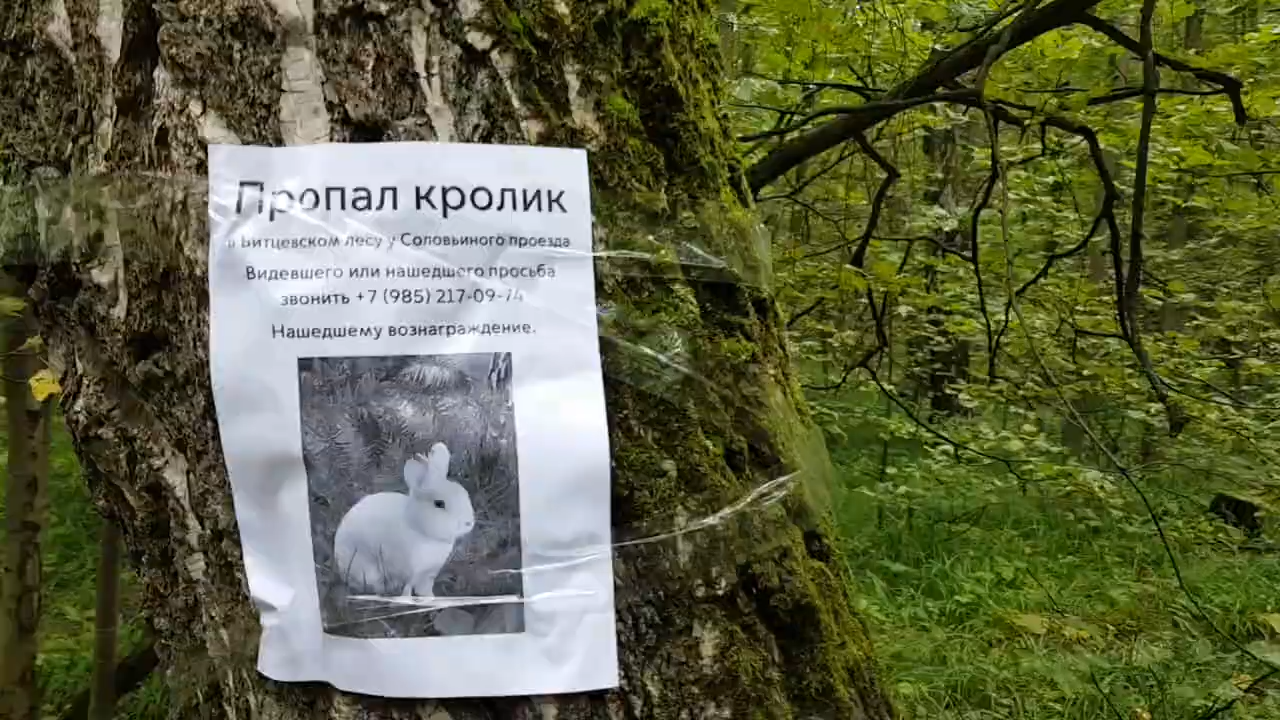 Пропал кролик
в Битцевском лесу у Соловьиного проезда
Видевшего или нашедшего просьба
звонить +7 (985) 217-09-74
Нашедшему вознаграждение.